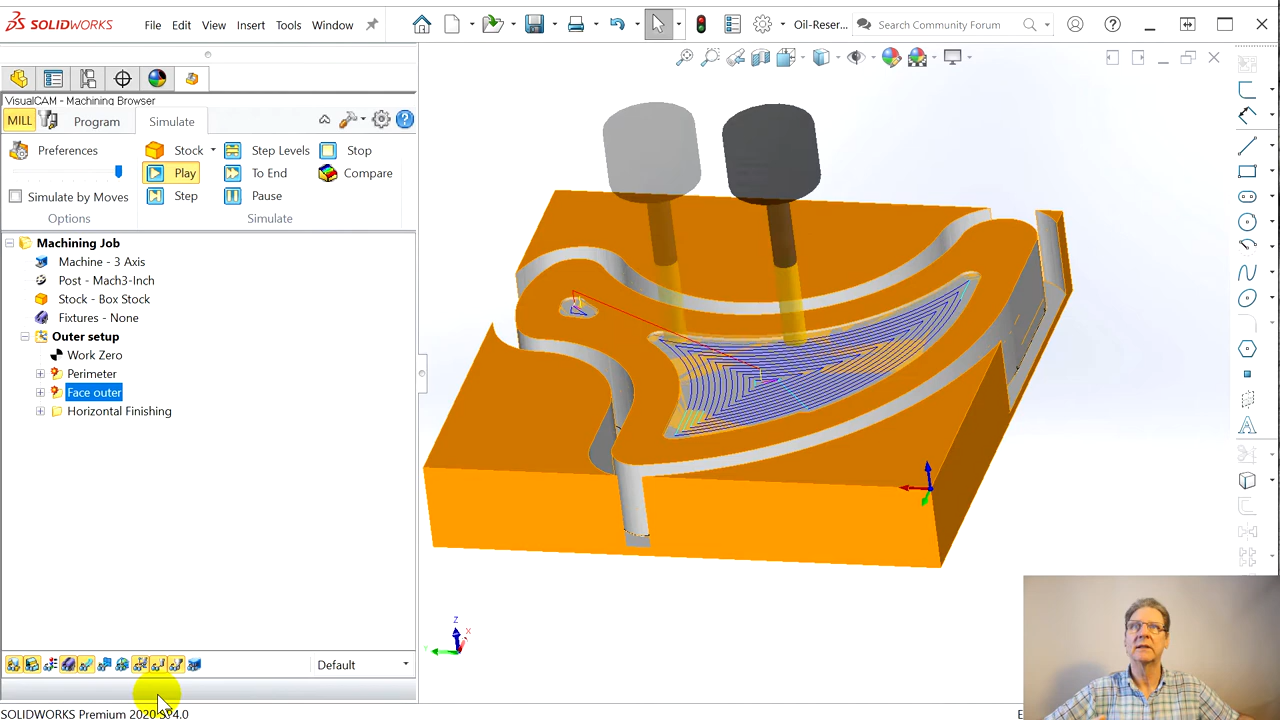 SOLIDWORKS File Edit View Insert Tools Window Oil-Reser... Search Community Forum
VisualCAM - Machining Browser
MILL Program Simulate
Preferences Stock Step Levels Stop
Play To End Compare
Simulate by Moves Step Pause
Options Simulate
Machining Job
Machine - 3 Axis
Post - Mach3-Inch
Stock - Box Stock
Fixtures - None
Outer setup
Work Zero
Perimeter
Face outer
Horizontal Finishing
Z
X
Y
Default
SOLIDWORKS Premium 2020 SP4.0